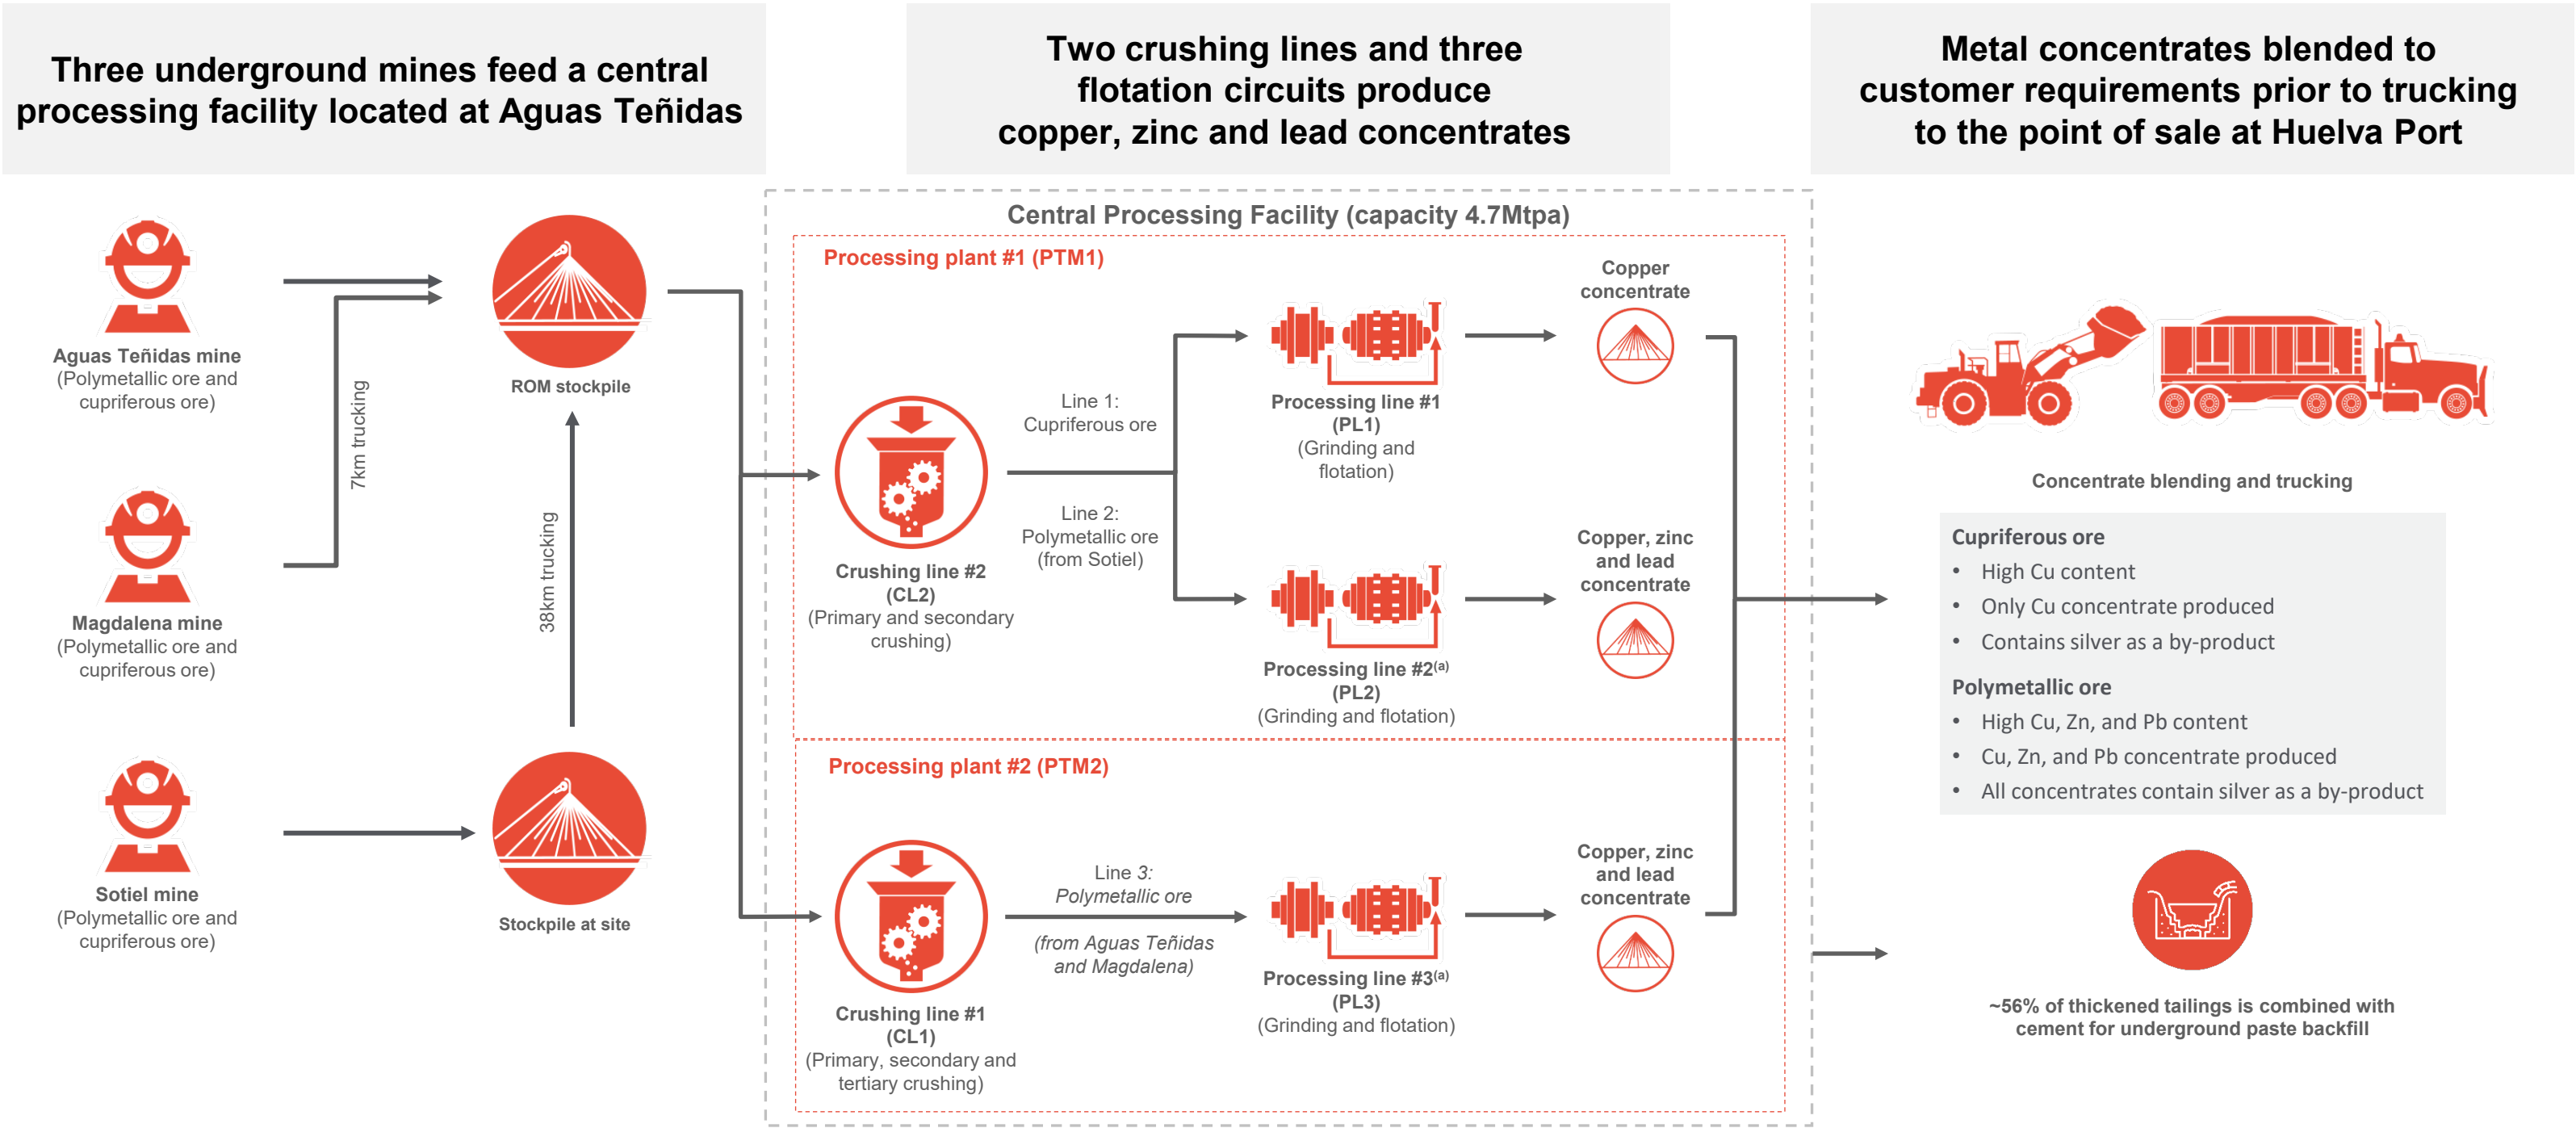 Three underground mines feed a central
processing facility located at Aguas Teñidas
Two crushing lines and three
flotation circuits produce
copper, zinc and lead concentrates
Metal concentrates blended to
customer requirements prior to trucking
to the point of sale at Huelva Port
Aguas Teñidas mine
(Polymetallic ore and
cupriferous ore)
7km trucking
Magdalena mine
(Polymetallic ore and
cupriferous ore)
Sotiel mine
(Polymetallic ore and
cupriferous ore)
ROM stockpile
38km trucking
Stockpile at site
Central Processing Facility (capacity 4.7Mtpa)
Processing plant #1 (PTM1)
Crushing line #2
(CL2)
(Primary and secondary
crushing)
Line 1:
Cupriferous ore
Line 2:
Polymetallic ore
(from Sotiel)
Processing line #1
(PL1)
(Grinding and
flotation)
Copper
concentrate
Processing line #2(a)
(PL2)
(Grinding and flotation)
Copper, zinc
and lead
concentrate
Processing plant #2 (PTM2)
Crushing line #1
(CL1)
(Primary, secondary and
tertiary crushing)
Line 3:
Polymetallic ore
(from Aguas Teñidas
and Magdalena)
Processing line #3(a)
(PL3)
(Grinding and flotation)
Copper, zinc
and lead
concentrate
Concentrate blending and trucking
Cupriferous ore
• High Cu content
• Only Cu concentrate produced
• Contains silver as a by-product
Polymetallic ore
• High Cu, Zn, and Pb content
• Cu, Zn, and Pb concentrate produced
• All concentrates contain silver as a by-product
~56% of thickened tailings is combined with
cement for underground paste backfill